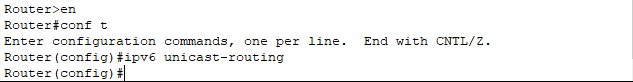 Router>en
Router#conf t
Enter configuration commands, one per line.  End with CNTL/Z.
Router(config)#ipv6 unicast-routing
Router(config)#